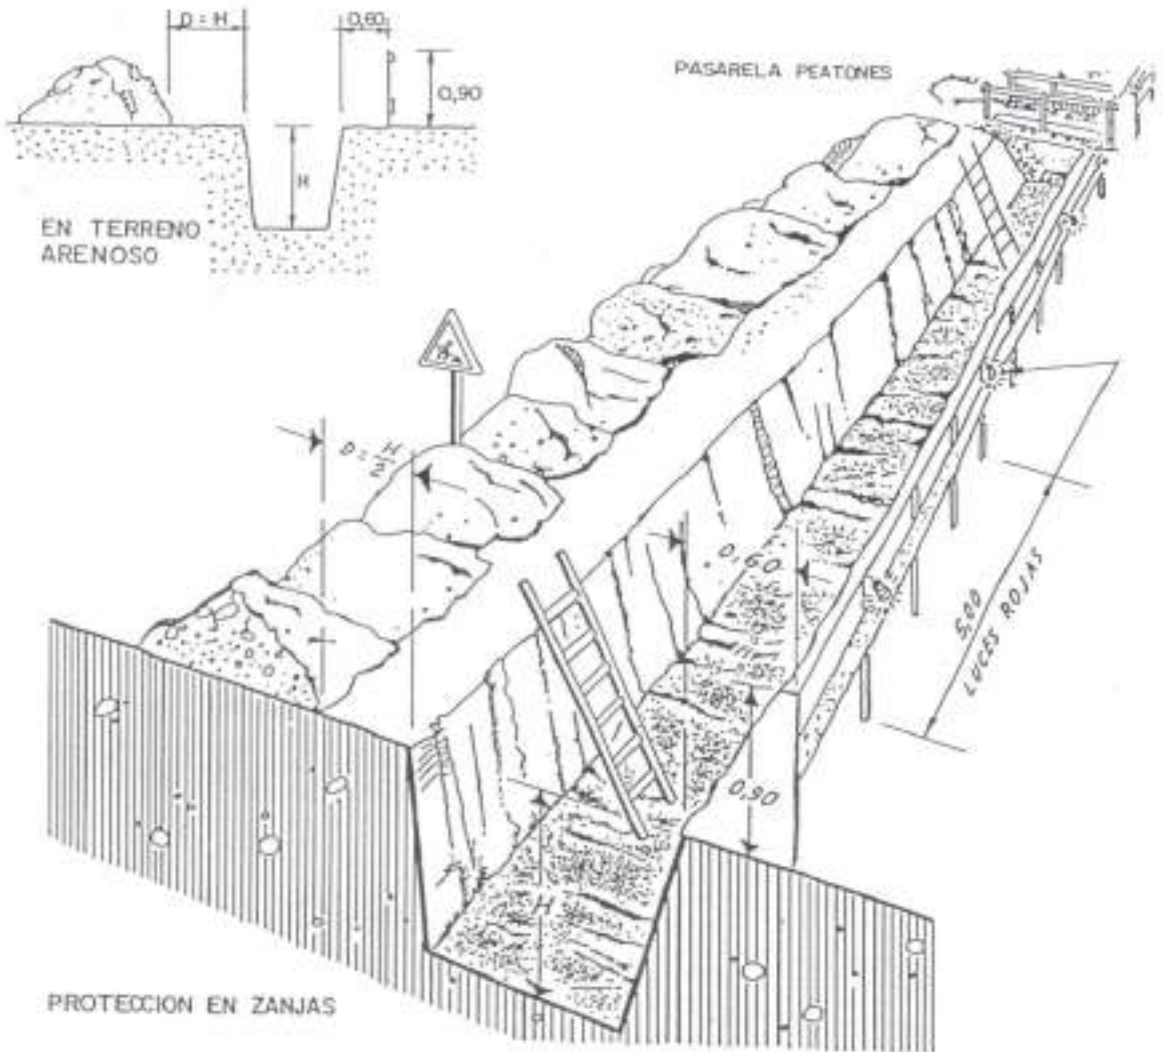 D = H
0,60
0,90
H
EN TERRENO
ARENOSO
PASARELA PEATONES
D = H/2
0,60
5,00
LUCES ROJAS
0,90
H
PROTECCION EN ZANJAS